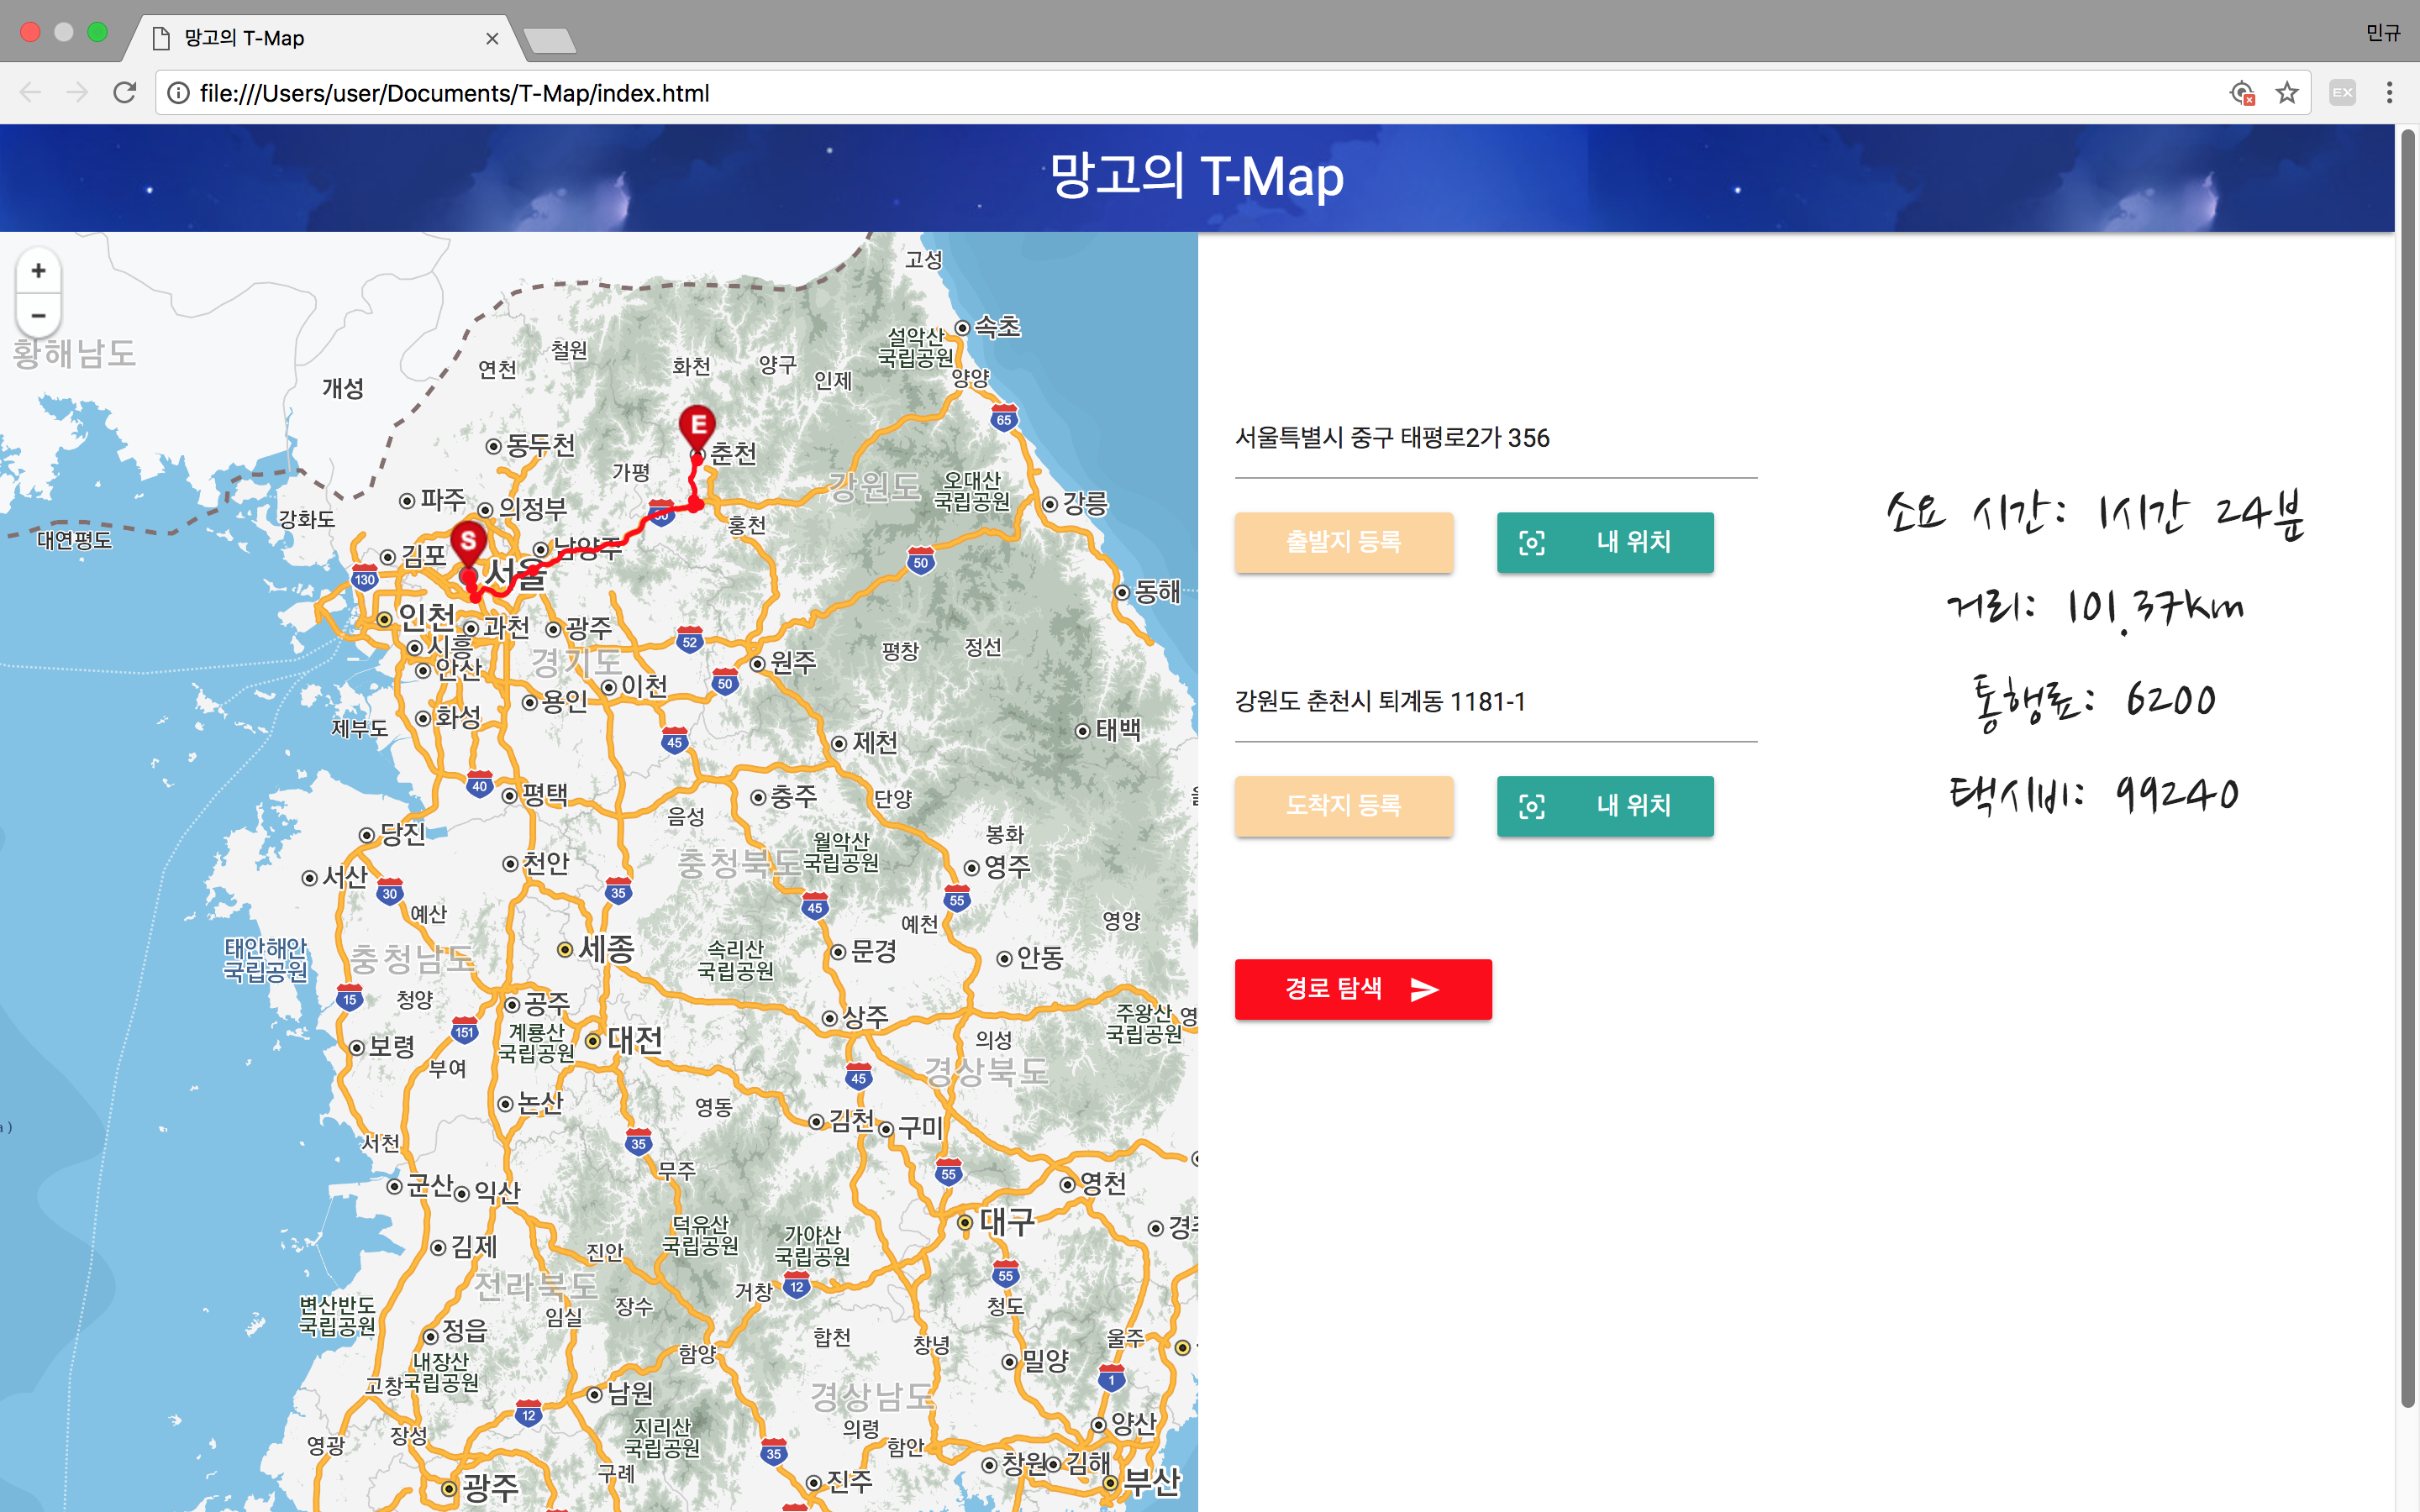 망고의 T-Map
민규
file:///Users/user/Documents/T-Map/index.html
EX
망고의 T-Map
고성
속초
설악산
국립공원
양양
황해남도
개성
연천
철원
화천
양구
인제
65
E
춘천
동두천
가평
강원도
오대산
국립공원
강릉
파주
의정부
강화도
홍천
대연평도
김포
S
서울
남양주
130
50
동해
인천
과천
광주
시흥
안산
경기도
52
평창
정선
원주
용인
이천
50
화성
제부도
45
제천
태백
40
평택
충주
단양
음성
당진
봉화
천안
충청북도
월악산
국립공원
영주
서산
30
35
45
55
예산
예천
영양
태안해안
국립공원
충청남도
세종
속리산
국립공원
문경
안동
15
청양
공주
상주
주왕산
국립공원
151
계룡산
국립공원
대전
의성
보령
부여
경상북도
45
논산
영동
김천
구미
서천
35
무주
55
군산
익산
영천
대구
덕유산
국립공원
가야산
국립공원
김제
진안
전라북도
거창
12
55
청도
변산반도
국립공원
임실
장수
정읍
합천
창녕
울주
내장산
국립공원
함양
밀양
고창
남원
경상남도
1
12
지리산
국립공원
의령
양산
영광
장성
35
함안
구례
창원
김해
광주
진주
부산
서울특별시 중구 태평로2가 356
출발지 등록
내 위치
강원도 춘천시 퇴계동 1181-1
도착지 등록
내 위치
경로 탐색
소요 시간: 1시간 24분
거리: 101.37km
통행료: 6200
택시비: 99240